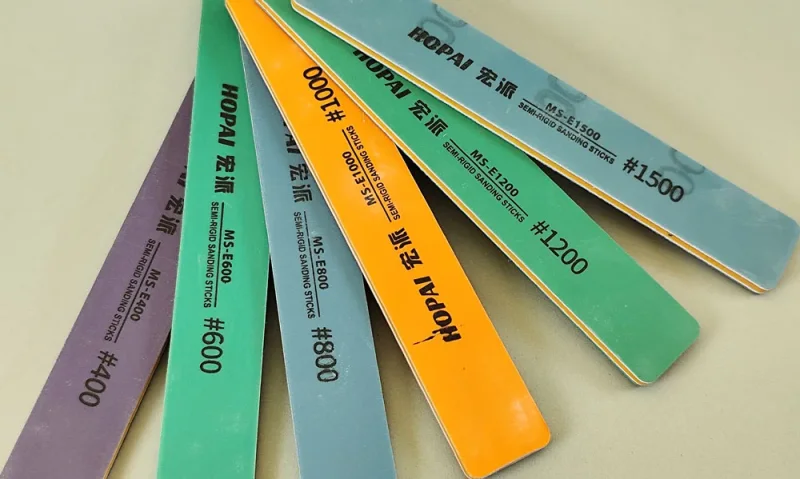 派
MS-E400
SEMI-RIGID SANDING STICKS
#400
HOPAI 宏派
MS-E600
SEMI-RIGID SANDING STICKS
#600
HOPAI 宏派
MS-E800
SEMI-RIGID SANDING STICKS
#800
HOPAI 宏派
MS-E1000
SEMI-RIGID SANDING STICKS
#1000
HOPAI 宏派
MS-E1200
SEMI-RIGID SANDING STICKS
#1200
HOPAI 宏派
MS-E1500
SEMI-RIGID SANDING STICKS
#1500